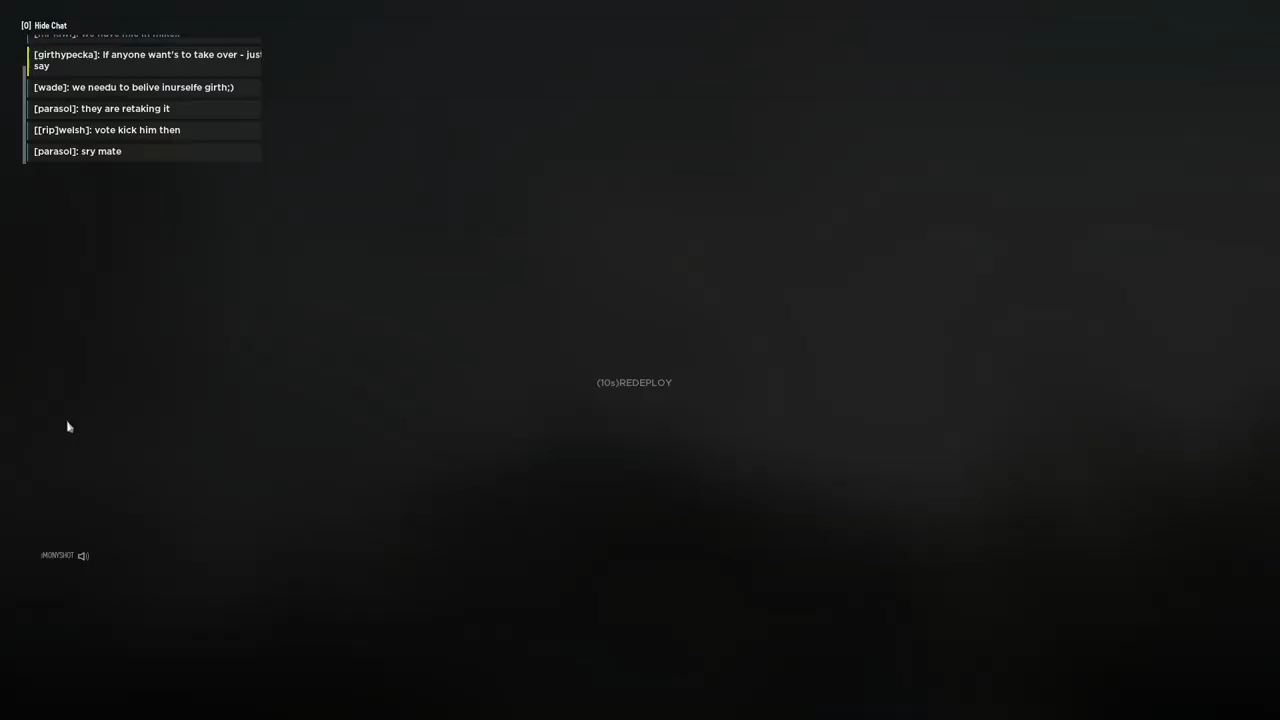 [0] Hide Chat
[girthypecka]: If anyone want's to take over - just
say
[wade]: we needu to belive inurselfe girth;)
[parasol]: they are retaking it
[[rip]welsh]: vote kick him then
[parasol]: sry mate
(10s)REDEPLOY